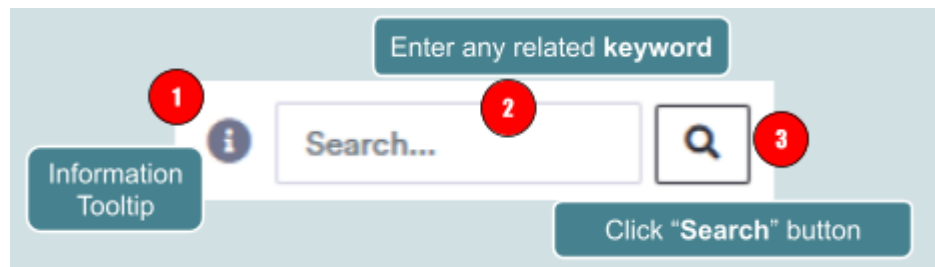 Enter any related keyword
1
2
i
Search...
3
Information
Tooltip
Click “Search” button